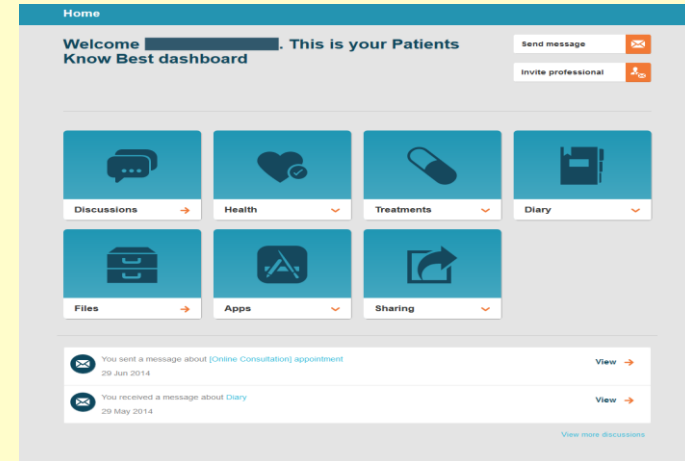 Home
Welcome . This is your Patients
Know Best dashboard
Send message
Invite professional
Discussions
Health
Treatments
Diary
Files
Apps
Sharing
You sent a message about [Online Consultation] appointment
29 Jun 2014
View
You received a message about Diary
29 May 2014
View
View more discussions